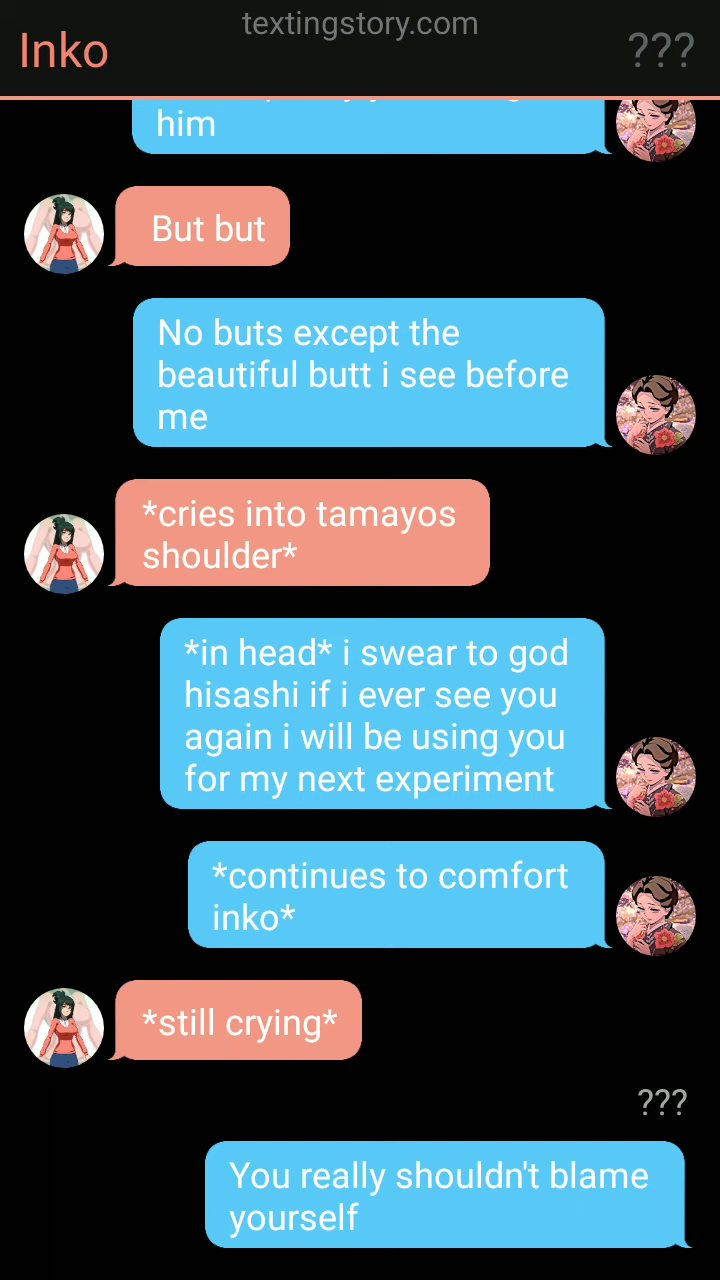 textingstory.com
Inko
???
him
But but
No buts except the
beautiful butt i see before
me
*cries into tamayos
shoulder*
*in head* i swear to god
hisashi if i ever see you
again i will be using you
for my next experiment
*continues to comfort
inko*
*still crying*
???
You really shouldn't blame
yourself